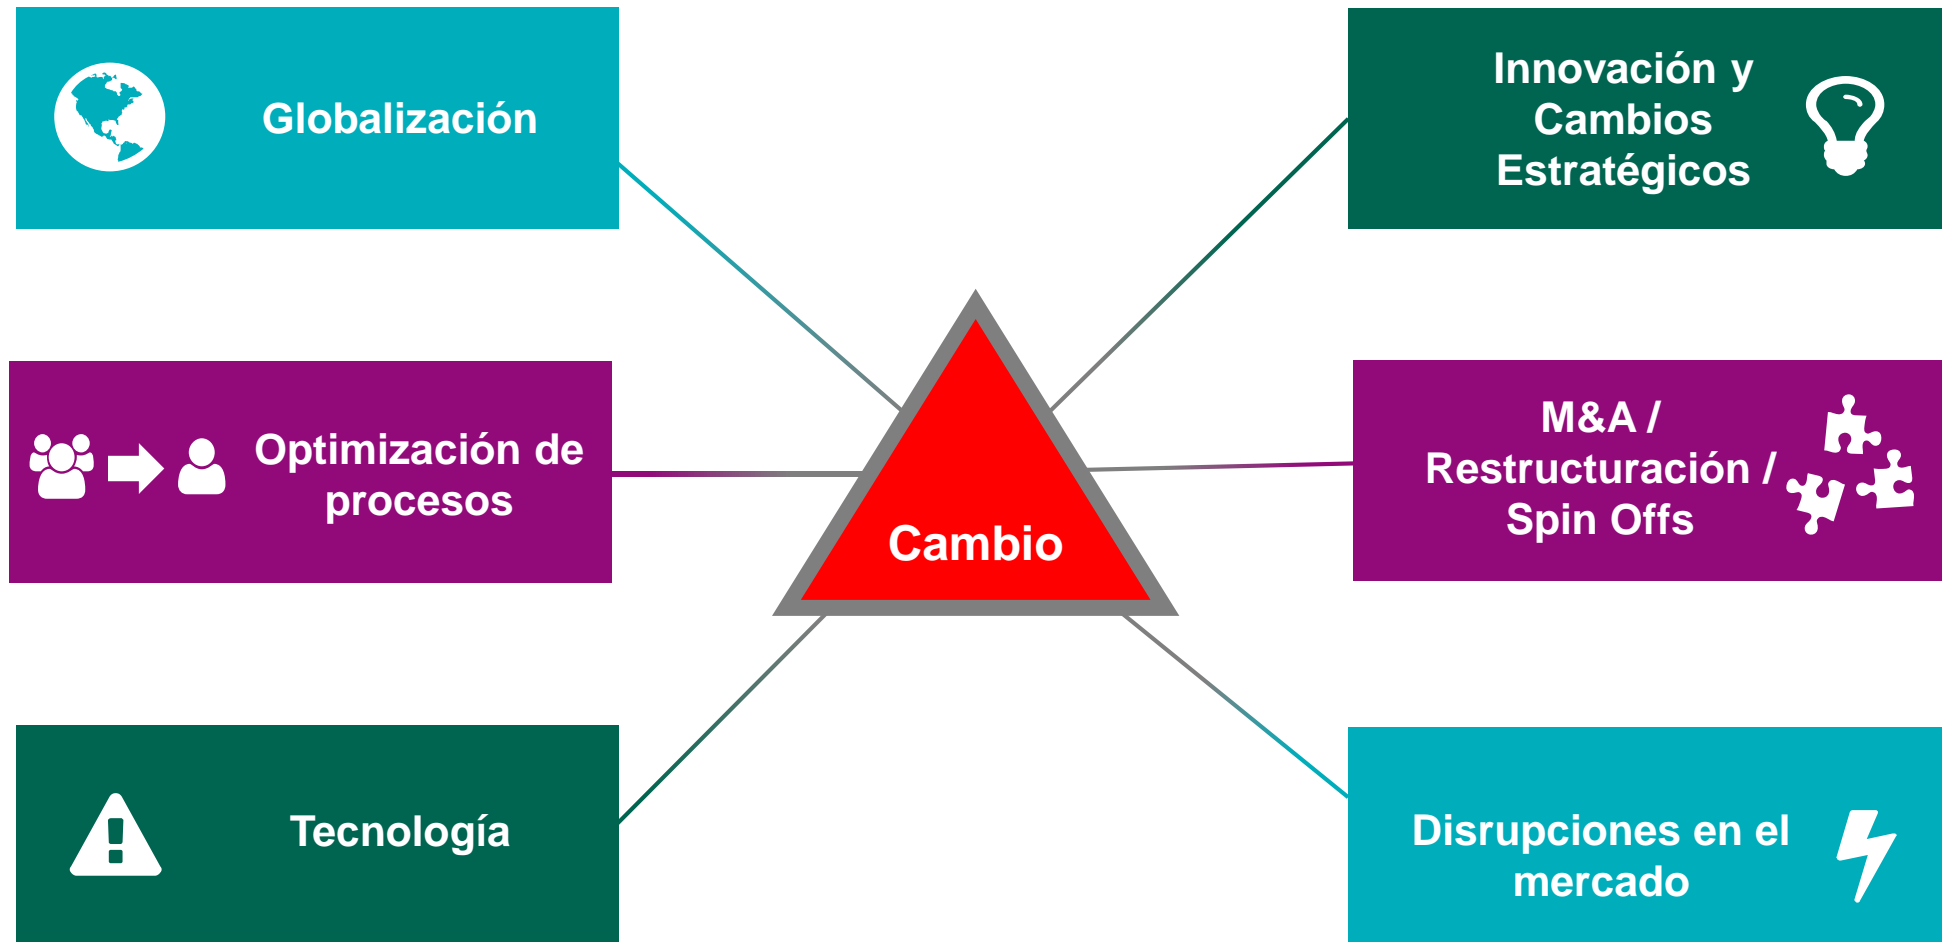 Globalización
Innovación y
Cambios
Estratégicos
Optimización de
procesos
M&A /
Restructuración /
Spin Offs
Cambio
Tecnología
Disrupciones en el
mercado